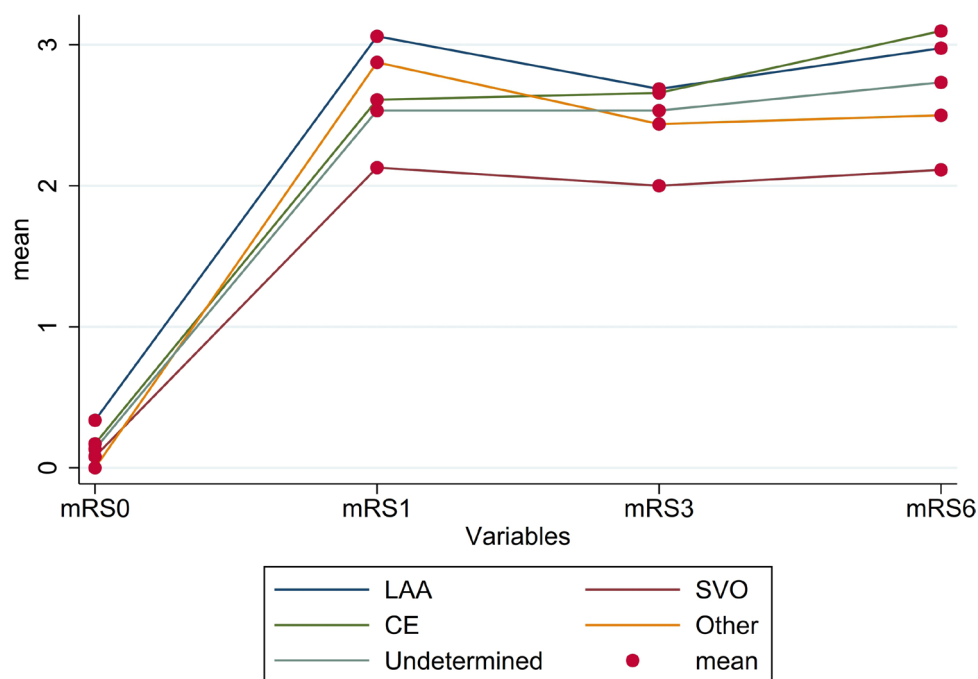 3
2
mean
1
0
mRS0 mRS1 mRS3 mRS6
Variables
LAA SVO
CE Other
Undetermined mean